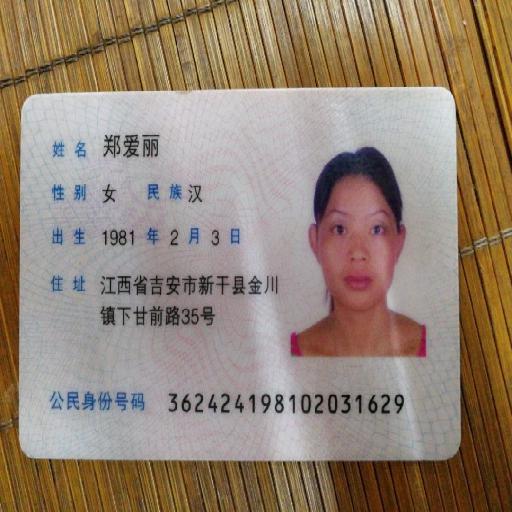 姓名 郑爱丽
性别 女 民族 汉
出生 1981 年 2 月 3 日
住址 江西省吉安市新干县金川
镇下甘前路35号
公民身份号码 362424198102031629